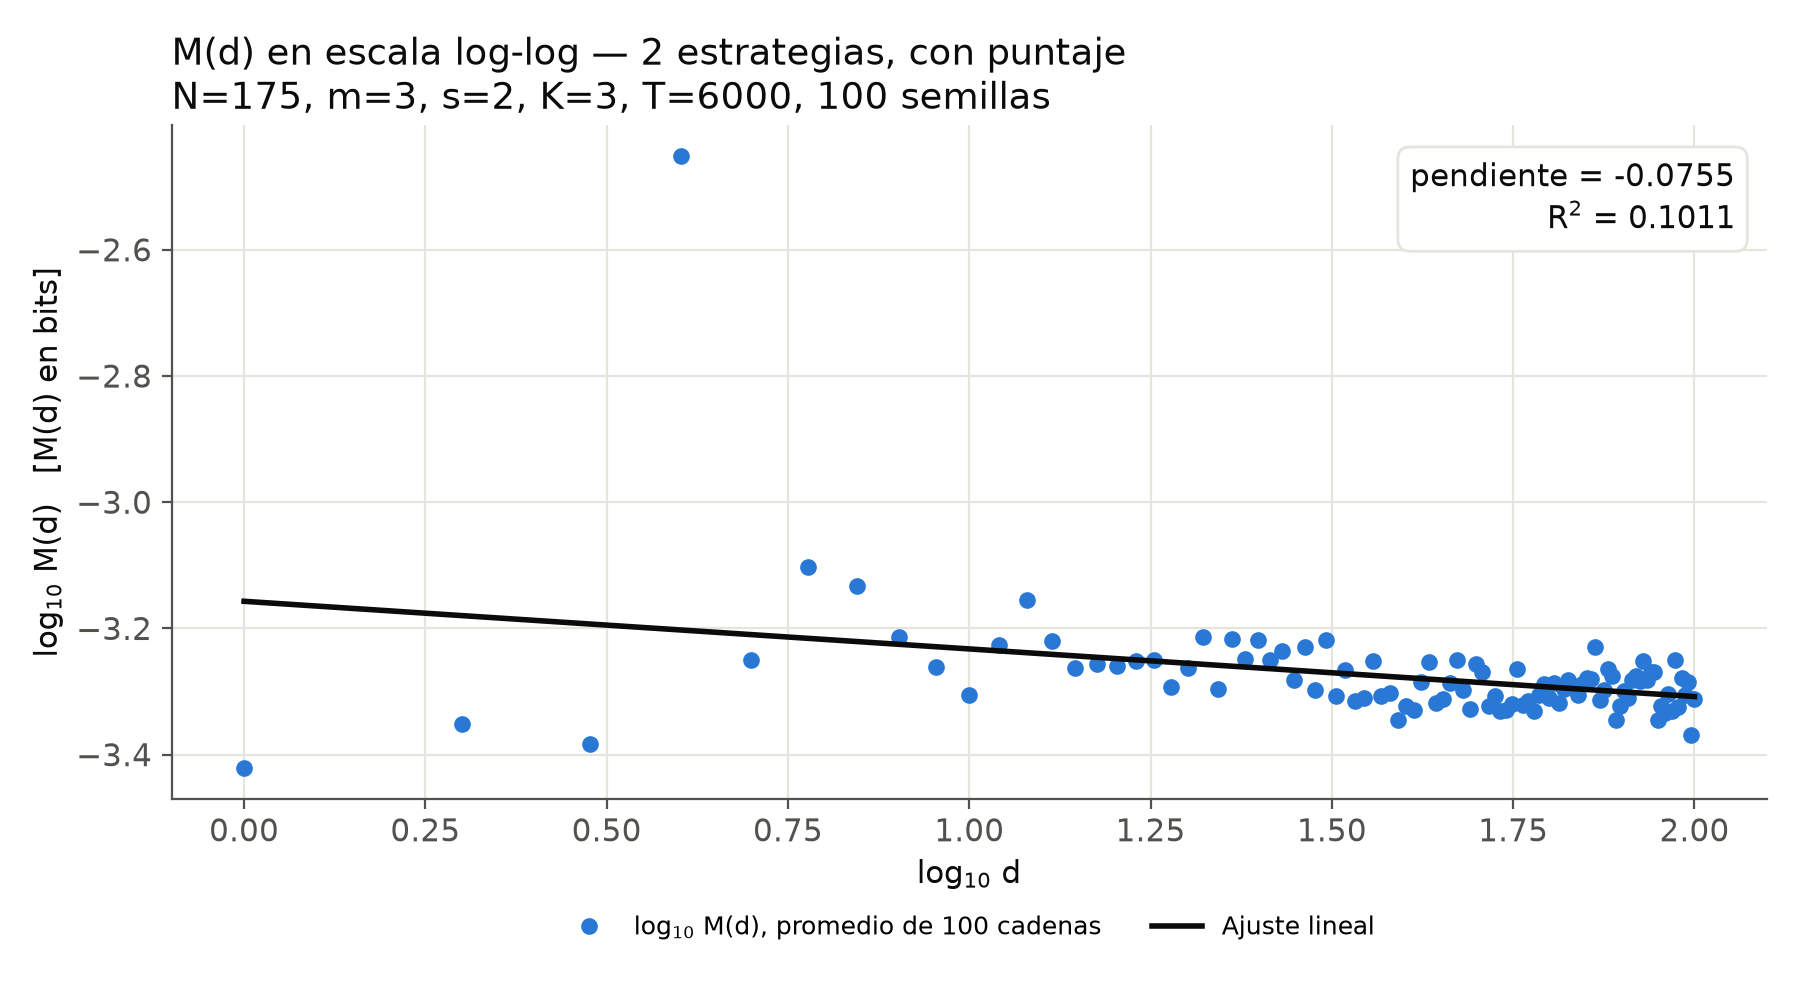 M(d) en escala log-log — 2 estrategias, con puntaje
N=175, m=3, s=2, K=3, T=6000, 100 semillas
pendiente = -0.0755
R² = 0.1011
log₁₀ M(d) [M(d) en bits]
−2.6
−2.8
−3.0
−3.2
−3.4
0.00 0.25 0.50 0.75 1.00 1.25 1.50 1.75 2.00
log₁₀ d
log₁₀ M(d), promedio de 100 cadenas Ajuste lineal